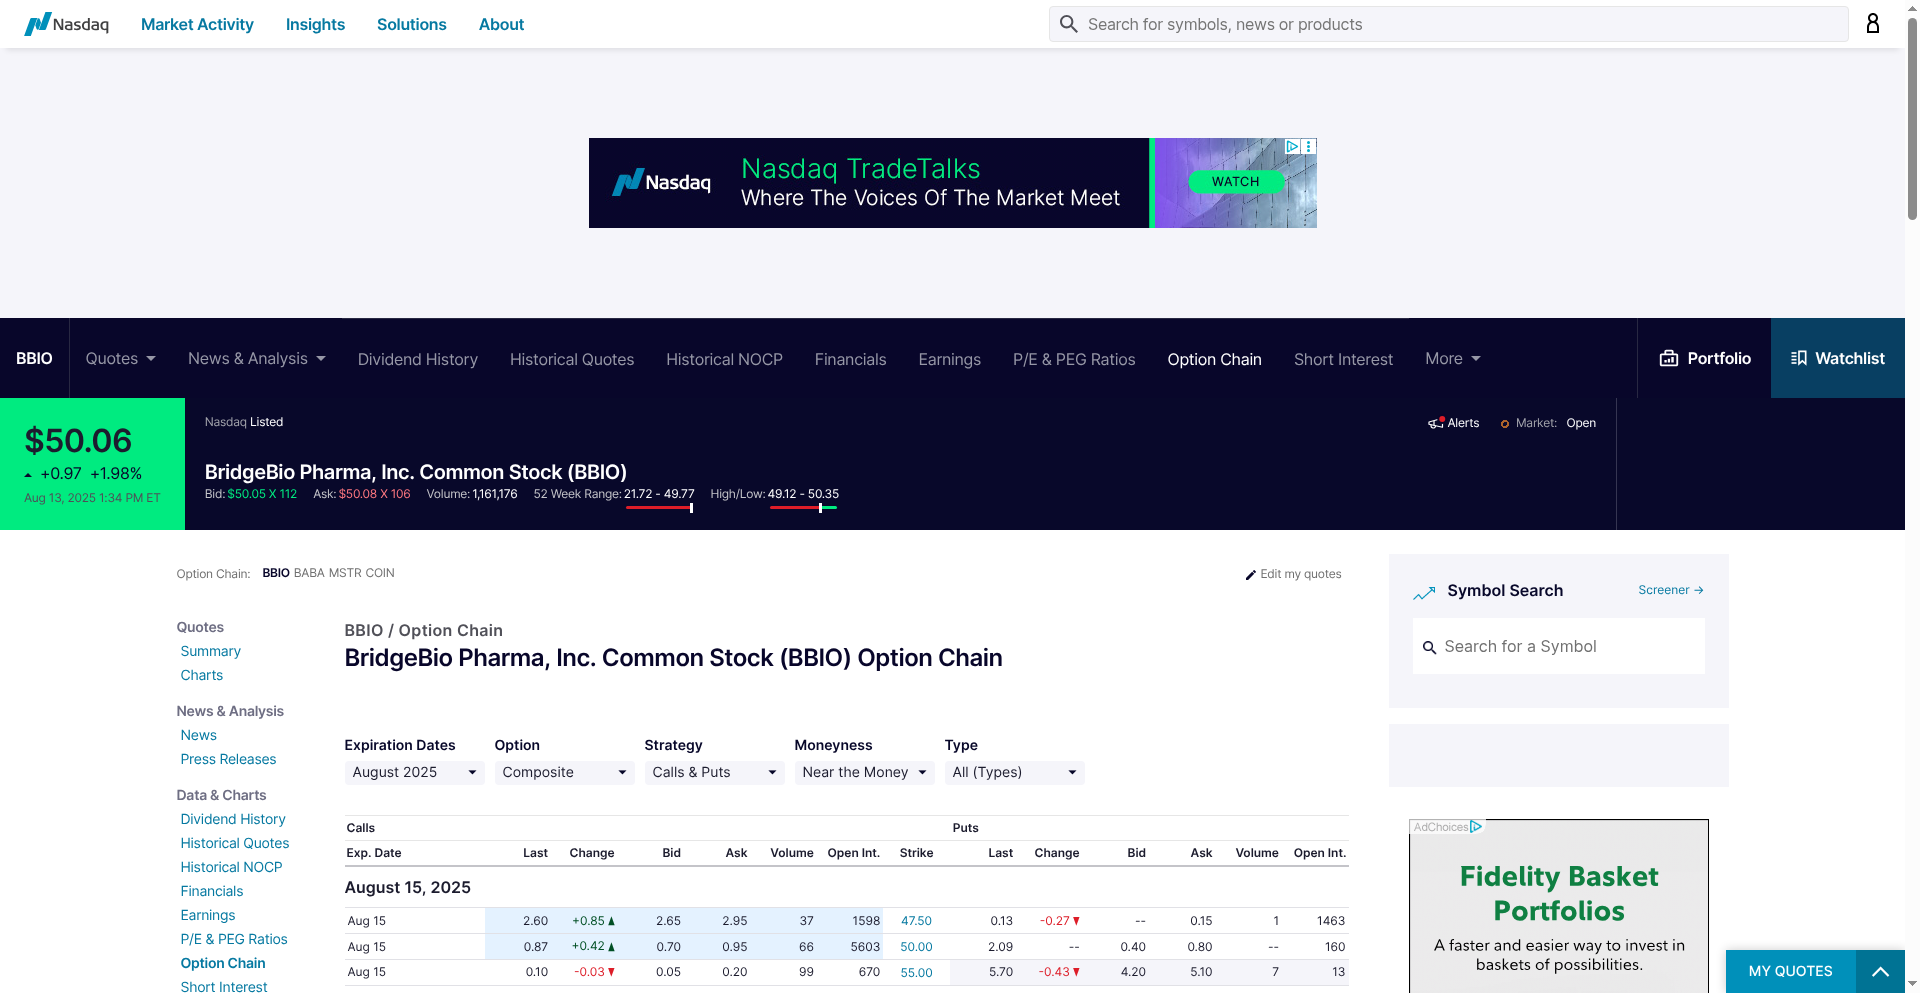 Nasdaq Market Activity Insights Solutions About Search for symbols, news or products
Nasdaq Nasdaq TradeTalks
Where The Voices Of The Market Meet
WATCH
BBIO Quotes News & Analysis Dividend History Historical Quotes Historical NOCP Financials Earnings P/E & PEG Ratios Option Chain Short Interest More Portfolio Watchlist
$50.06
+0.97 +1.98%
Aug 13, 2025 1:34 PM ET
Nasdaq Listed
Alerts Market: Open
BridgeBio Pharma, Inc. Common Stock (BBIO)
Bid: $50.05 X 112 Ask: $50.08 X 106 Volume: 1,161,176 52 Week Range: 21.72 - 49.77 High/Low: 49.12 - 50.35
Option Chain: BBIO BABA MSTR COIN Edit my quotes
Quotes
Summary
Charts
News & Analysis
News
Press Releases
Data & Charts
Dividend History
Historical Quotes
Historical NOCP
Financials
Earnings
P/E & PEG Ratios
Option Chain
Short Interest
BBIO / Option Chain
BridgeBio Pharma, Inc. Common Stock (BBIO) Option Chain
Expiration Dates Option Strategy Moneyness Type
August 2025 Composite Calls & Puts Near the Money All (Types)
Calls Puts
Exp. Date Last Change Bid Ask Volume Open Int. Strike Last Change Bid Ask Volume Open Int.
August 15, 2025
Aug 15 2.60 +0.85 2.65 2.95 37 1598 47.50 0.13 -0.27 -- 0.15 1 1463
Aug 15 0.87 +0.42 0.70 0.95 66 5603 50.00 2.09 -- 0.40 0.80 -- 160
Aug 15 0.10 -0.03 0.05 0.20 99 670 55.00 5.70 -0.43 4.20 5.10 7 13
Symbol Search Screener →
Search for a Symbol
AdChoices
Fidelity Basket
Portfolios
A faster and easier way to invest in
baskets of possibilities.
MY QUOTES